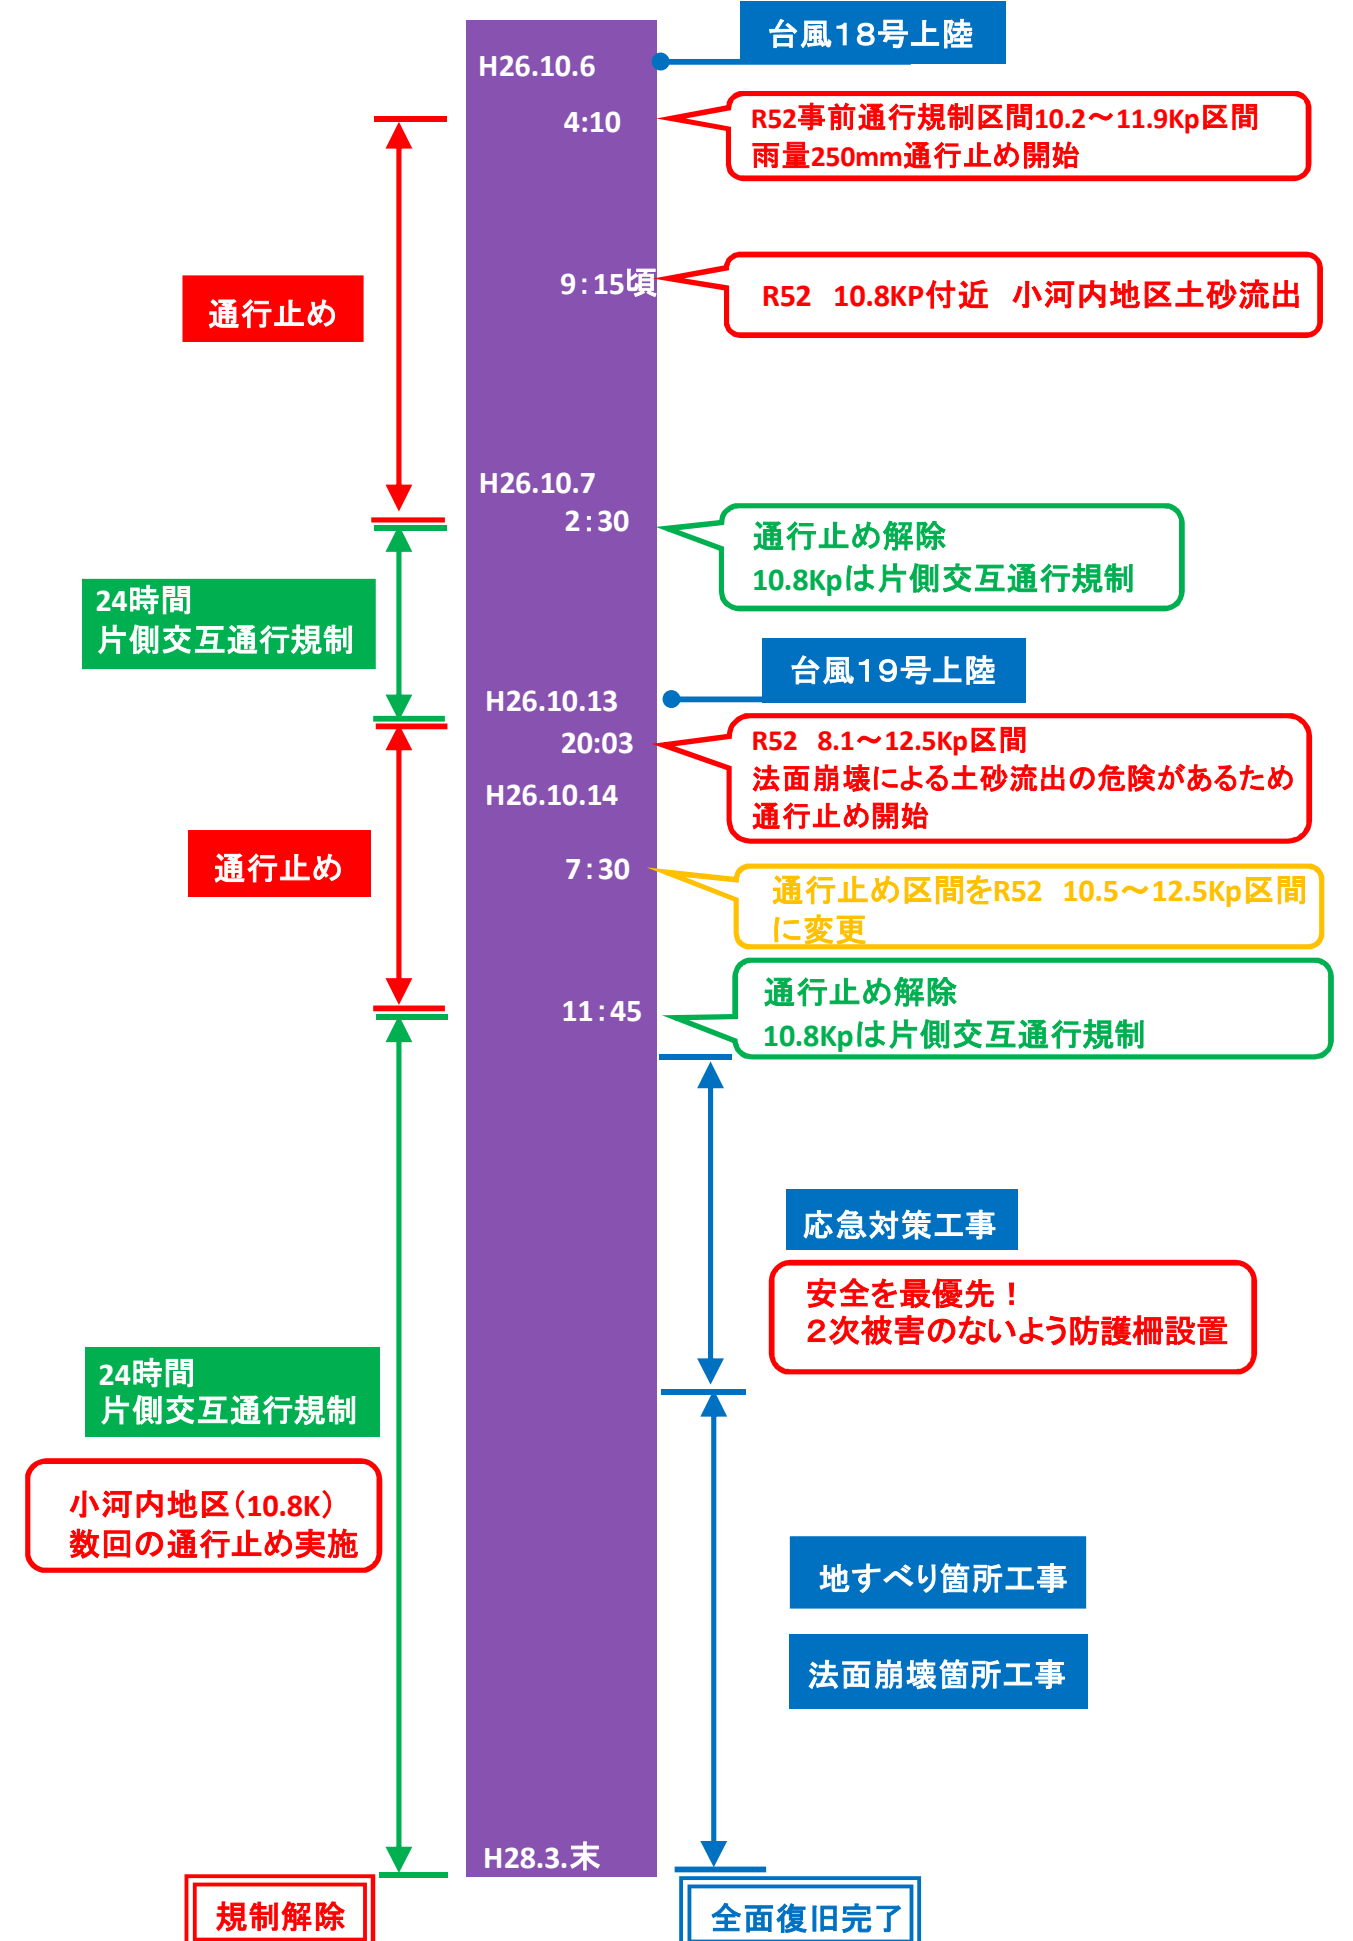 台風１８号上陸
H26.10.6
4:10
R52事前通行規制区間10.2～11.9Kp区間
雨量250mm通行止め開始
通行止め
9：15頃
R52　10.8KP付近　小河内地区土砂流出
H26.10.7
2：30
通行止め解除
10.8Kpは片側交互通行規制
24時間
片側交互通行規制
台風１９号上陸
H26.10.13
20:03
R52　8.1～12.5Kp区間
法面崩壊による土砂流出の危険があるため
通行止め開始
H26.10.14
通行止め
7：30
通行止め区間をR52　10.5～12.5Kp区間
に変更
11：45
通行止め解除
10.8Kpは片側交互通行規制
応急対策工事
安全を最優先！
２次被害のないよう防護柵設置
24時間
片側交互通行規制
小河内地区（10.8K）
数回の通行止め実施
地すべり箇所工事
法面崩壊箇所工事
H28.3.末
規制解除
全面復旧完了